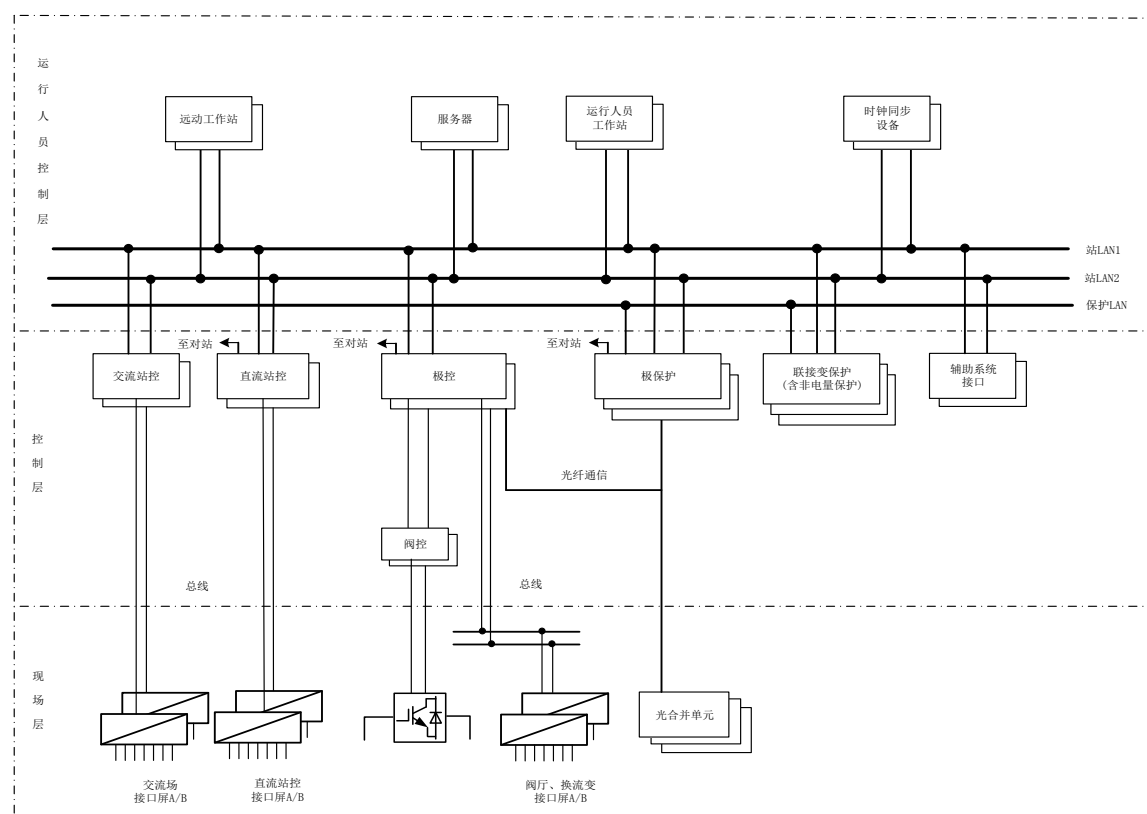 运行人员控制层
远动工作站
服务器
运行人员
工作站
时钟同步
设备
站LAN1
站LAN2
保护LAN
至对站
至对站
至对站
交流站控
直流站控
极控
极保护
联接变保护
(含非电量保护)
辅助系统
接口
控制层
光纤通信
阀控
总线
总线
现场层
光合并单元
交流场
接口屏A/B
直流站控
接口屏A/B
阀厅、换流变
接口屏A/B